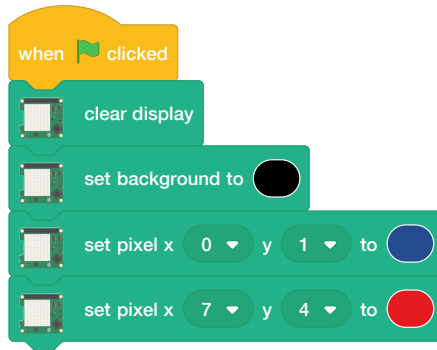 when clicked
clear display
set background to
set pixel x 0 y 1 to
set pixel x 7 y 4 to